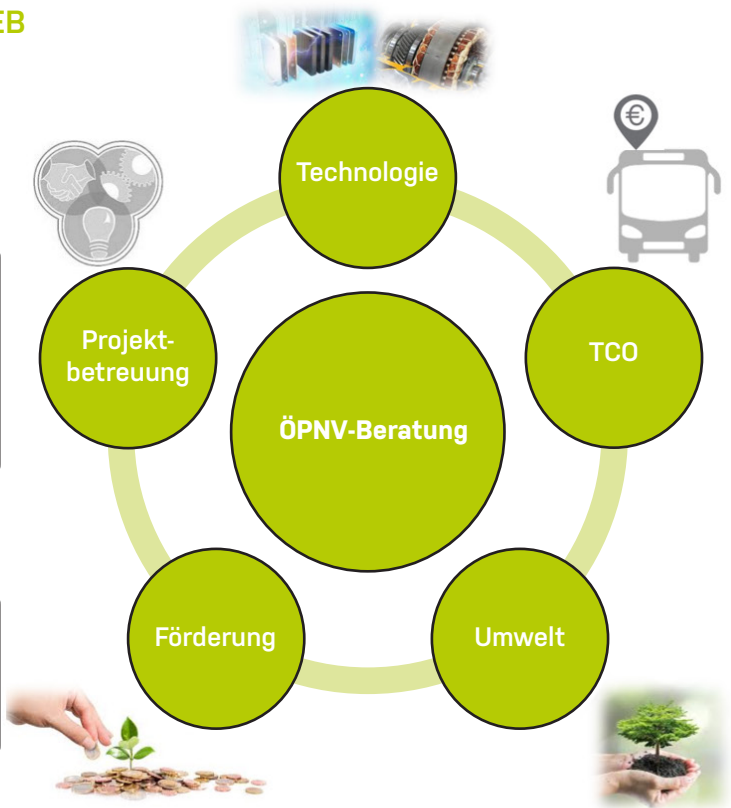 EB
Technologie
€
Projekt-
betreuung
TCO
ÖPNV-Beratung
Förderung
Umwelt